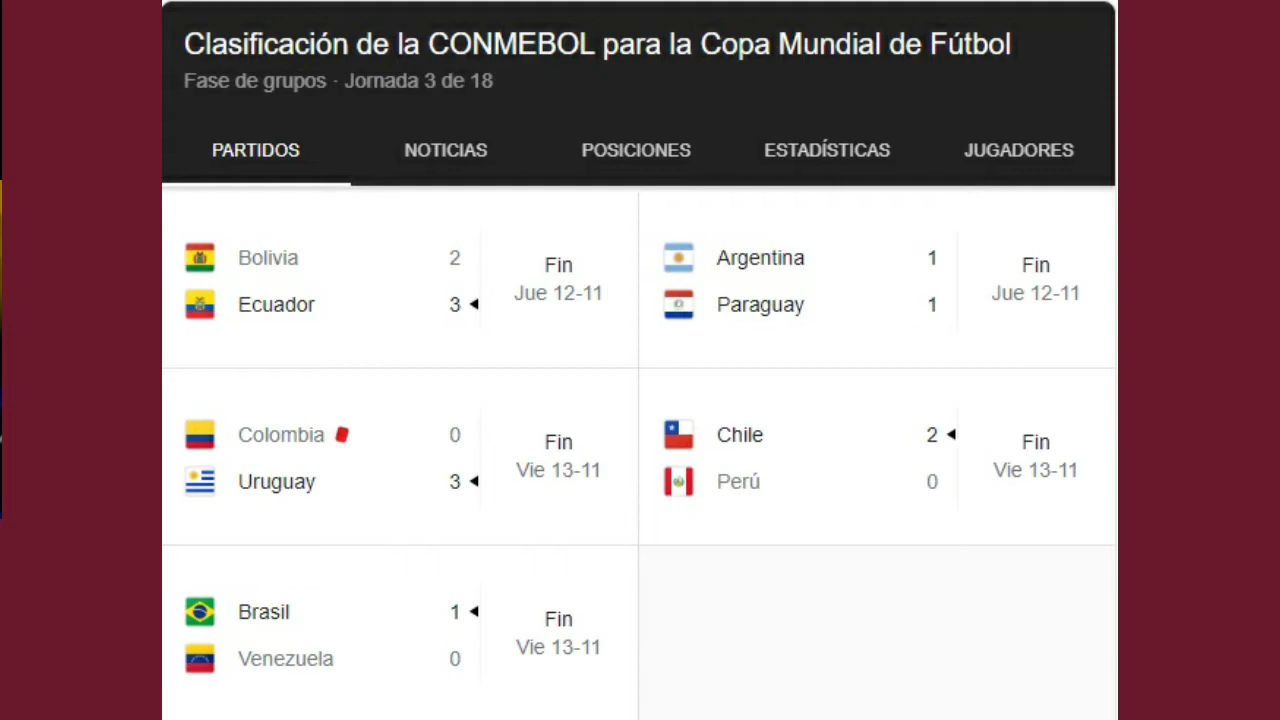 Clasificación de la CONMEBOL para la Copa Mundial de Fútbol
Fase de grupos · Jornada 3 de 18
PARTIDOS NOTICIAS POSICIONES ESTADÍSTICAS JUGADORES
Bolivia 2
Ecuador 3
Fin
Jue 12-11
Argentina 1
Paraguay 1
Fin
Jue 12-11
Colombia 0
Uruguay 3
Fin
Vie 13-11
Chile 2
Perú 0
Fin
Vie 13-11
Brasil 1
Venezuela 0
Fin
Vie 13-11